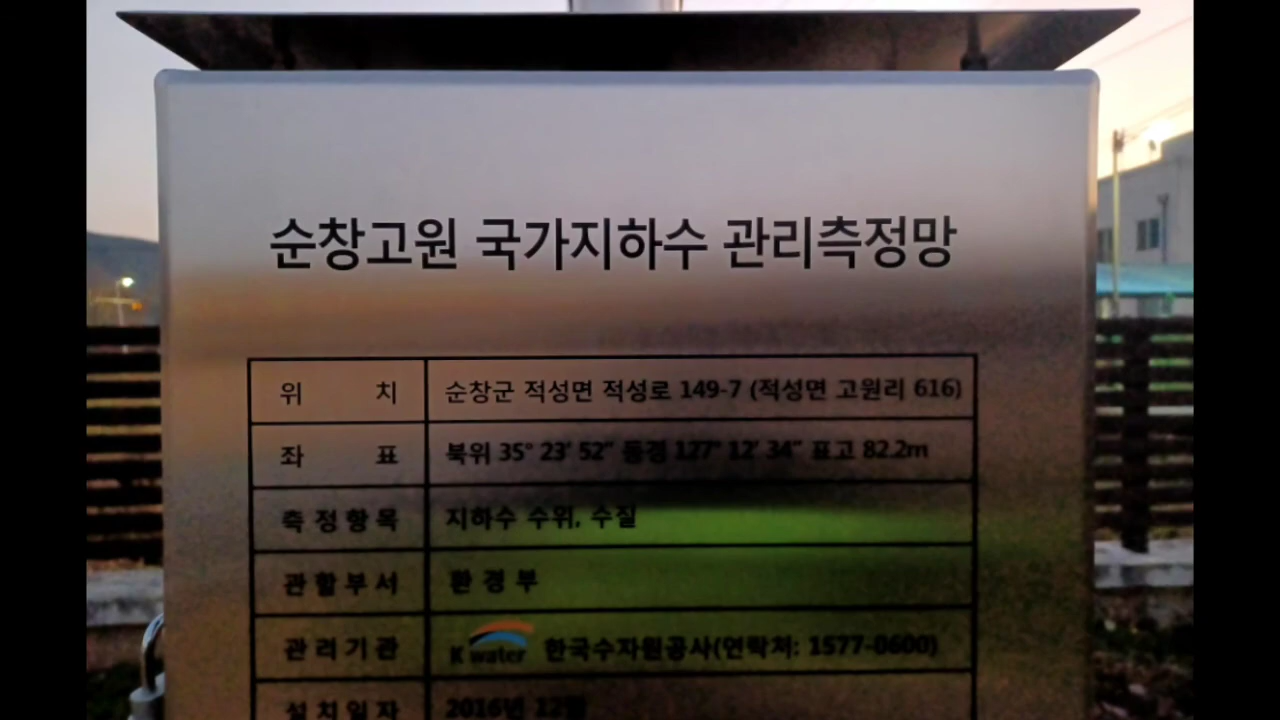 순창고원 국가지하수 관리측정망
위 치 순창군 적성면 적성로 149-7 (적성면 고원리 616)
좌 표 북위 35° 23′ 52″ 동경 127° 12′ 34″ 표고 82.2m
측정항목 지하수 수위, 수질
관할부서 환경부
관리기관 K water 한국수자원공사(연락처: 1577-0600)
설치일자 2016년 12월